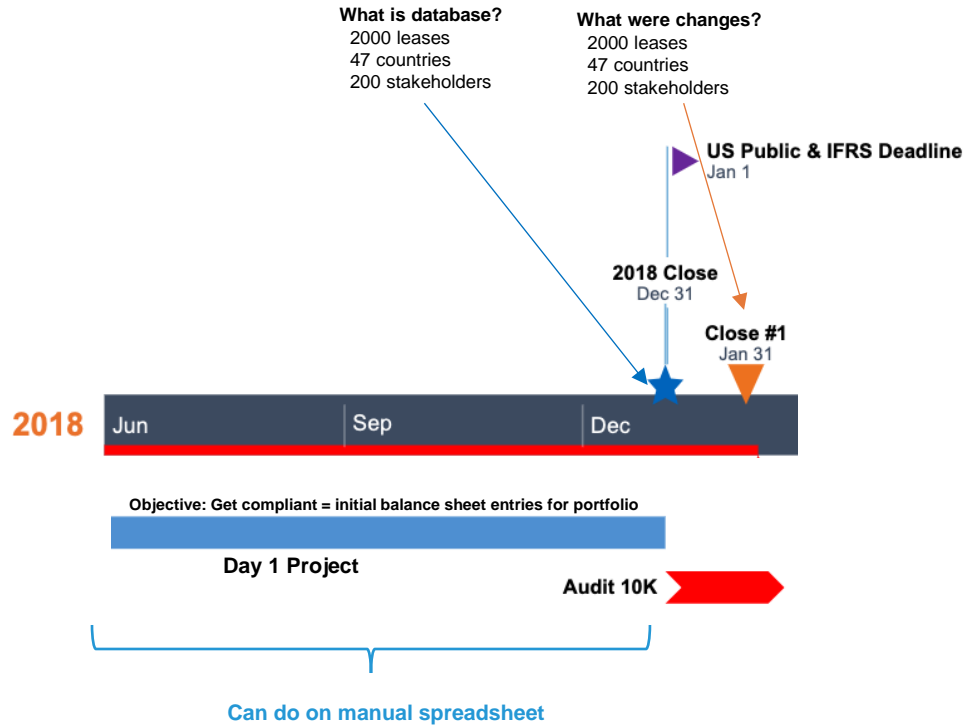 What is database?
2000 leases
47 countries
200 stakeholders
What were changes?
2000 leases
47 countries
200 stakeholders
US Public & IFRS Deadline
Jan 1
2018 Close
Dec 31
Close #1
Jan 31
2018
Jun
Sep
Dec
Objective: Get compliant = initial balance sheet entries for portfolio
Day 1 Project
Audit 10K
Can do on manual spreadsheet